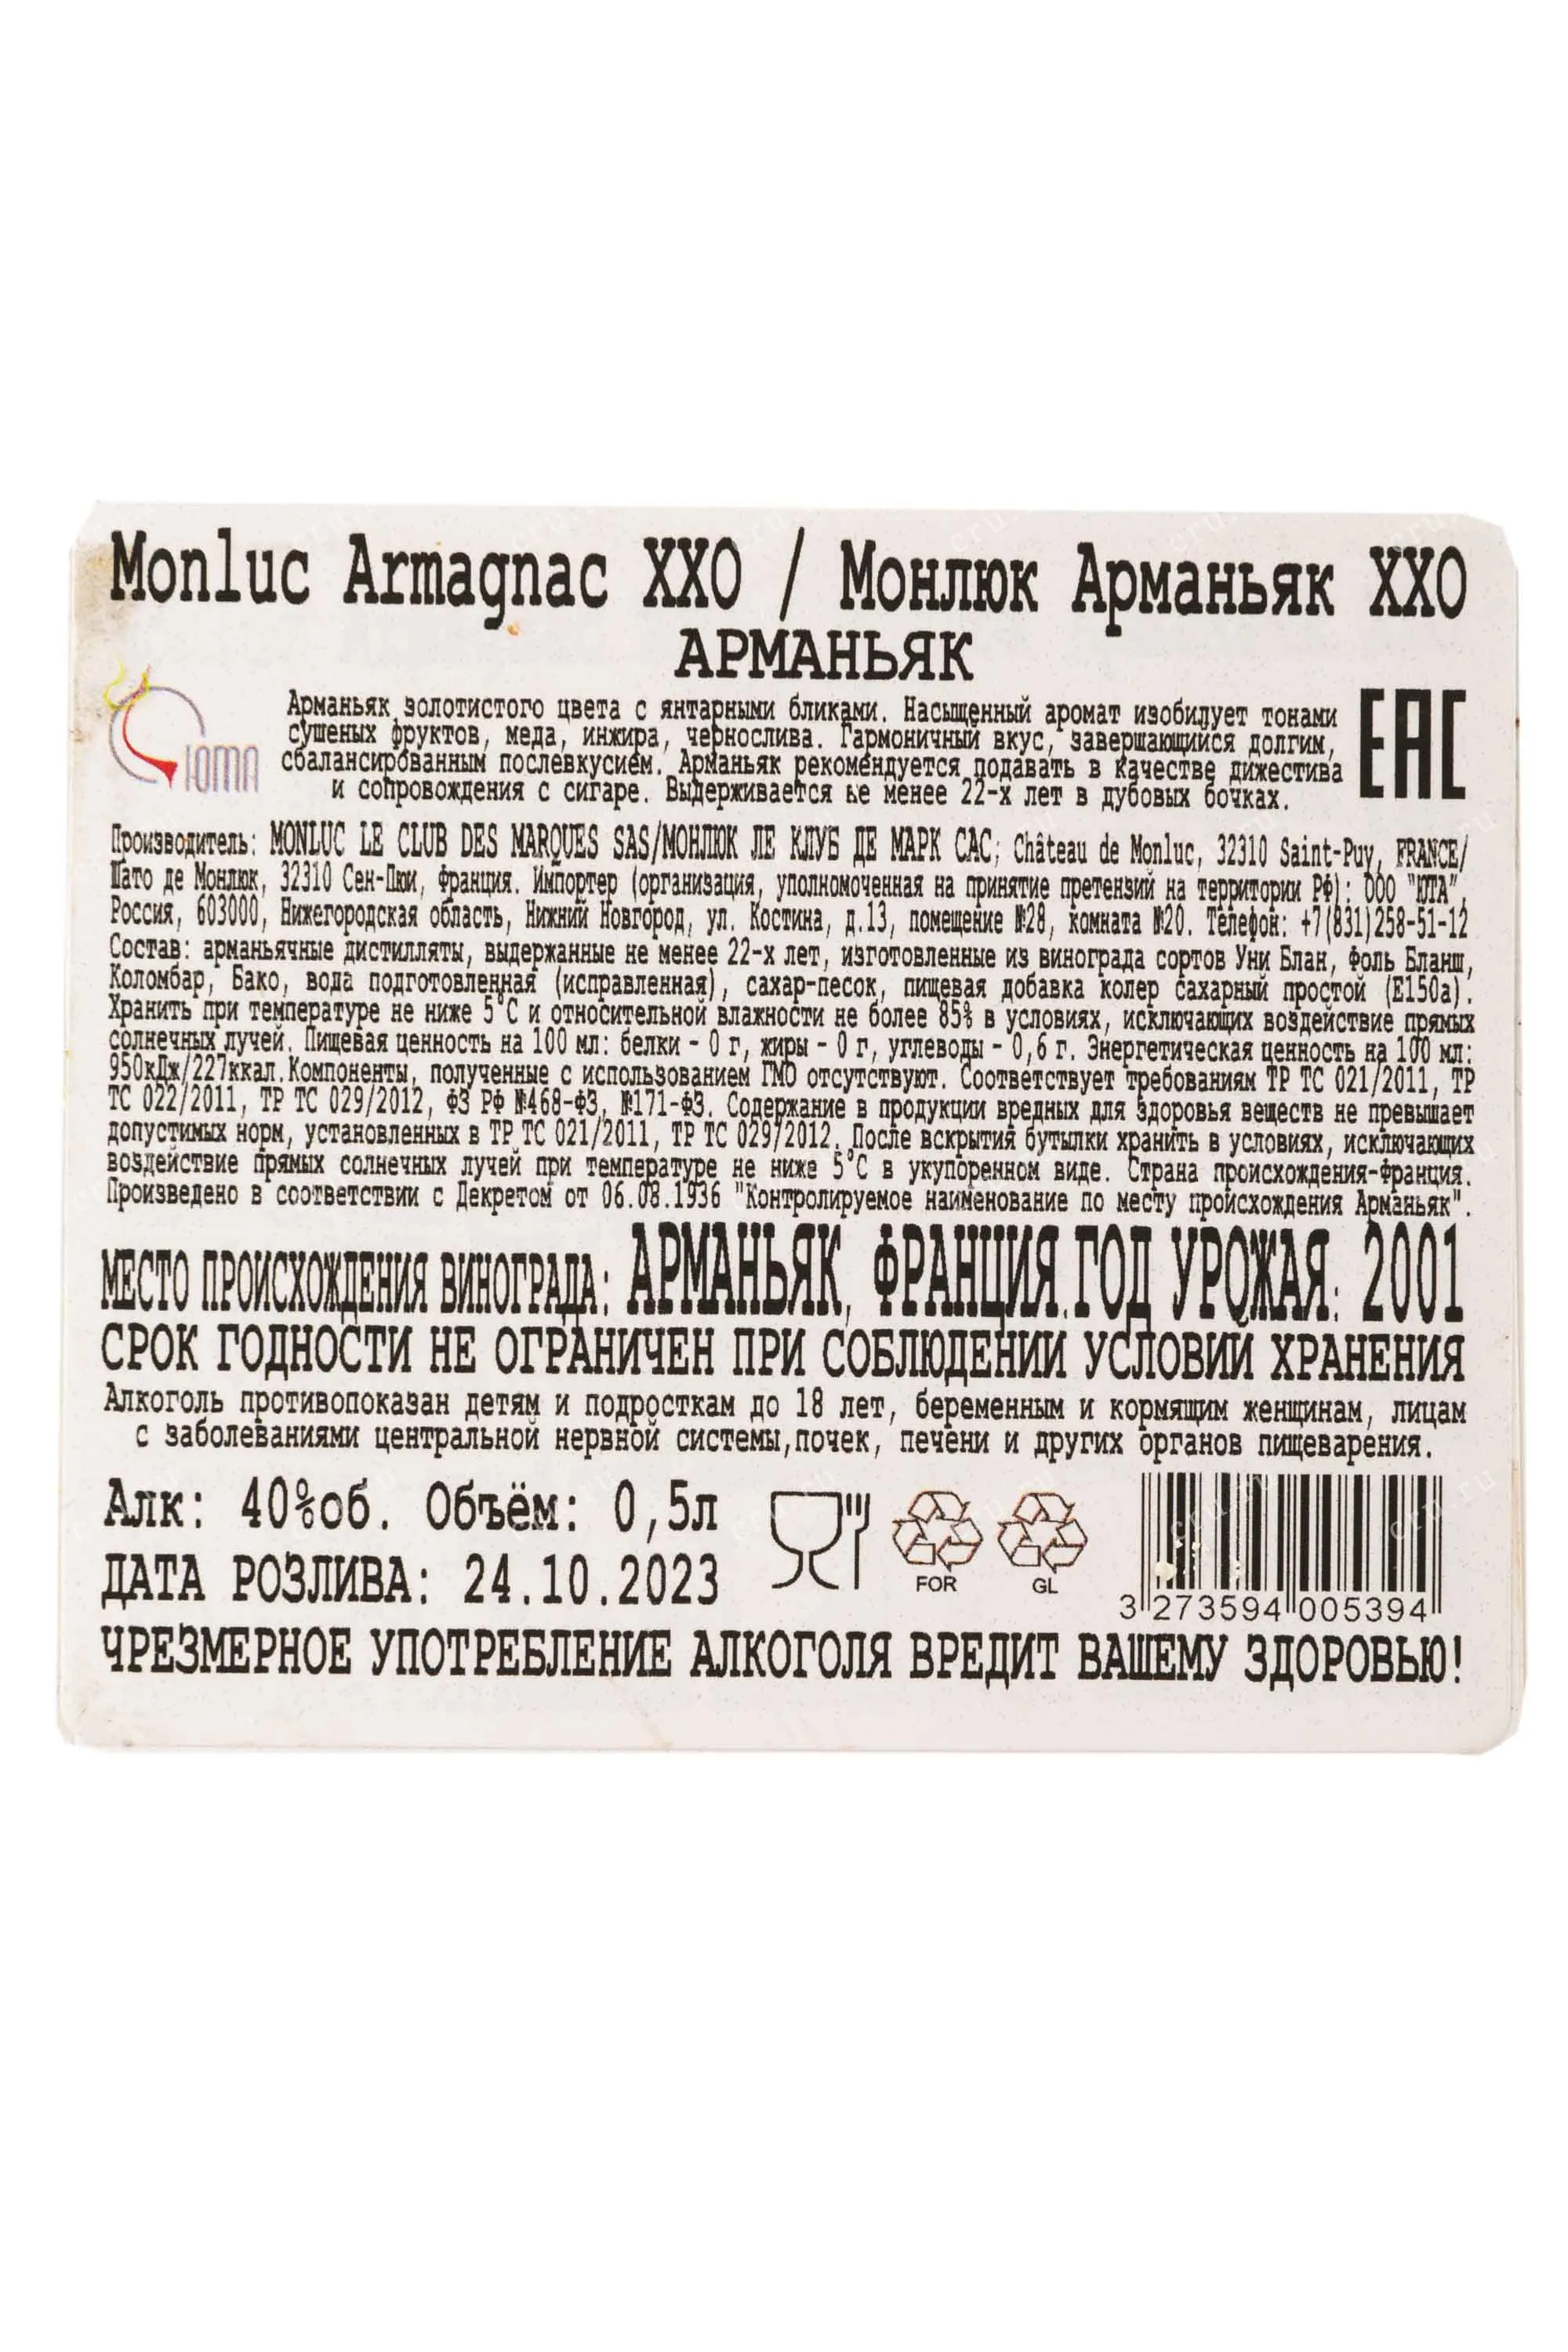 Monluc Armagnac XXO / Монлюк Арманьяк XXO
АРМАНЬЯК
Арманьяк золотистого цвета с янтарными бликами. Насыщенный аромат изобилует тонами
сушеных фруктов, меда, инжира, чернослива. Гармоничный вкус, завершающийся долгим,
сбалансированным послевкусием. Арманьяк рекомендуется подавать в качестве дижестива
и сопровождения с сигаре. Выдерживается не менее 22-х лет в дубовых бочках.
ЮТА
EAC
Производитель: MONLUC LE CLUB DES MARQUES SAS/МОНЛЮК ЛЕ КЛУБ ДЕ МАРК САС; Château de Monluc, 32310 Saint-Puy, FRANCE/
Шато де Монлюк, 32310 Сен-Пюи, Франция. Импортер (организация, уполномоченная на принятие претензий на территории РФ): ООО "ЮТА",
Россия, 603000, Нижегородская область, Нижний Новгород, ул. Костина, д.13, помещение №28, комната №20. Телефон: +7(831)258-51-12
Состав: арманьячные дистилляты, выдержанные не менее 22-х лет, изготовленные из винограда сортов Уни Блан, Фоль Бланш,
Коломбар, Бако, вода подготовленная (исправленная), сахар-песок, пищевая добавка колер сахарный простой (Е150а).
Хранить при температуре не ниже 5°С и относительной влажности не более 85% в условиях, исключающих воздействие прямых
солнечных лучей. Пищевая ценность на 100 мл: белки - 0 г, жиры - 0 г, углеводы - 0,6 г. Энергетическая ценность на 100 мл:
950кДж/227ккал.Компоненты, полученные с использованием ГМО отсутствуют. Соответствует требованиям ТР ТС 021/2011, ТР
ТС 022/2011, ТР ТС 029/2012, ФЗ РФ №468-ФЗ, №171-ФЗ. Содержание в продукции вредных для здоровья веществ не превышает
допустимых норм, установленных в ТР ТС 021/2011, ТР ТС 029/2012. После вскрытия бутылки хранить в условиях, исключающих
воздействие прямых солнечных лучей при температуре не ниже 5°С в укупоренном виде. Страна происхождения-Франция.
Произведено в соответствии с Декретом от 06.08.1936 "Контролируемое наименование по месту происхождения Арманьяк".
МЕСТО ПРОИСХОЖДЕНИЯ ВИНОГРАДА: АРМАНЬЯК, ФРАНЦИЯ.ГОД УРОЖАЯ: 2001
СРОК ГОДНОСТИ НЕ ОГРАНИЧЕН ПРИ СОБЛЮДЕНИИ УСЛОВИЙ ХРАНЕНИЯ
Алкоголь противопоказан детям и подросткам до 18 лет, беременным и кормящим женщинам, лицам
с заболеваниями центральной нервной системы,почек, печени и других органов пищеварения.
Алк: 40%об. Объём: 0,5л
ДАТА РОЗЛИВА: 24.10.2023
FOR
GL
3 273594 005394
ЧРЕЗМЕРНОЕ УПОТРЕБЛЕНИЕ АЛКОГОЛЯ ВРЕДИТ ВАШЕМУ ЗДОРОВЬЮ!